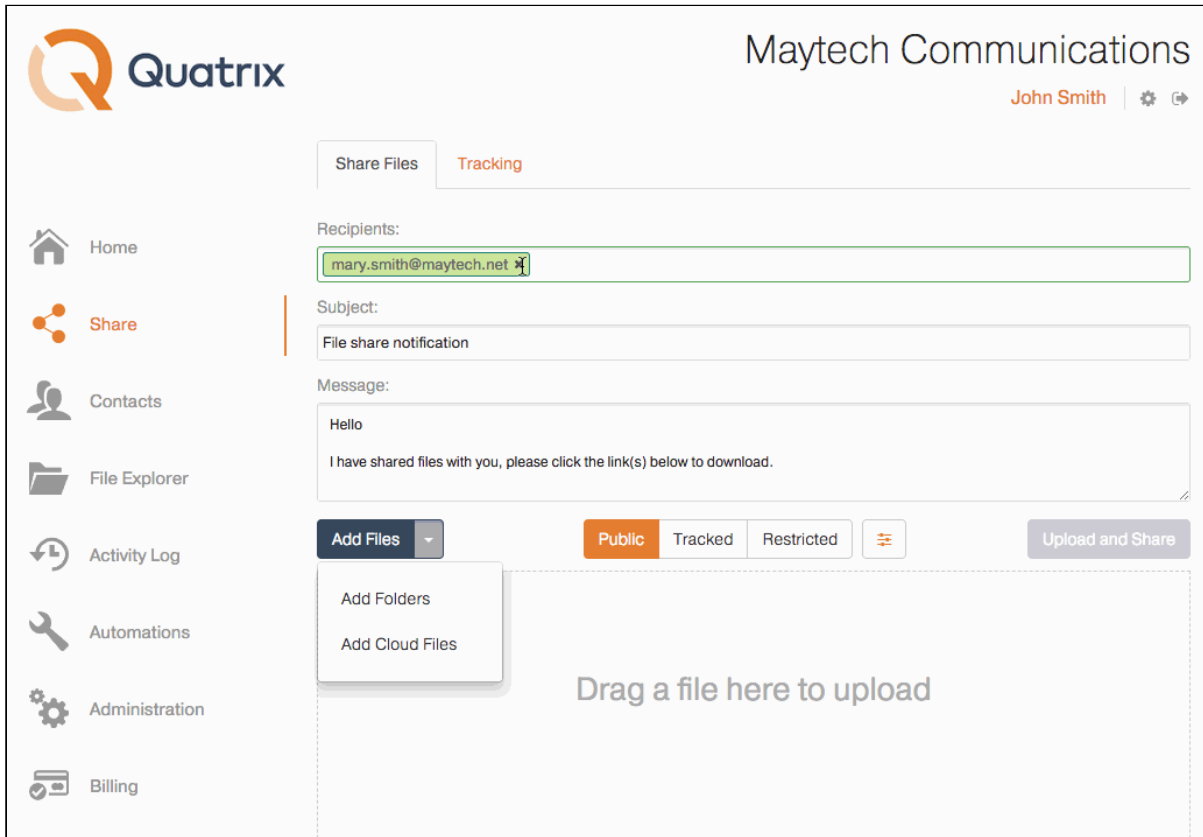 Quatrix
Maytech Communications
John Smith
Share Files
Tracking
Home
Share
Contacts
File Explorer
Activity Log
Automations
Administration
Billing
Recipients:
mary.smith@maytech.net
Subject:
File share notification
Message:
Hello
I have shared files with you, please click the link(s) below to download.
Add Files
Public
Tracked
Restricted
Upload and Share
Add Folders
Add Cloud Files
Drag a file here to upload